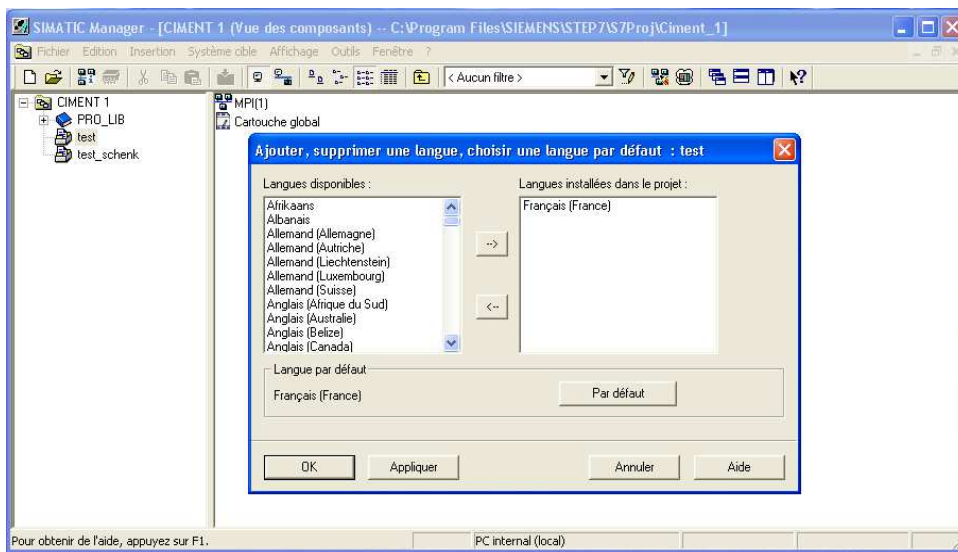 SIMATIC Manager - [CIMENT 1 (Vue des composants) -- C:\Program Files\SIEMENS\STEP7\S7Proj\Ciment_1]
Fichier Edition Insertion Système cible Affichage Outils Fenêtre ?
< Aucun filtre >
CIMENT 1
PRO_LIB
test
test_schenk
MPI(1)
Cartouche global
Ajouter, supprimer une langue, choisir une langue par défaut : test
Langues disponibles :
Langues installées dans le projet :
Afrikaans
Albanais
Allemand (Allemagne)
Allemand (Autriche)
Allemand (Liechtenstein)
Allemand (Luxembourg)
Allemand (Suisse)
Anglais (Afrique du Sud)
Anglais (Australie)
Anglais (Belize)
Anglais (Canada)
Français (France)
-->
<--
Langue par défaut
Français (France)
Par défaut
OK
Appliquer
Annuler
Aide
Pour obtenir de l'aide, appuyez sur F1.
PC internal (local)